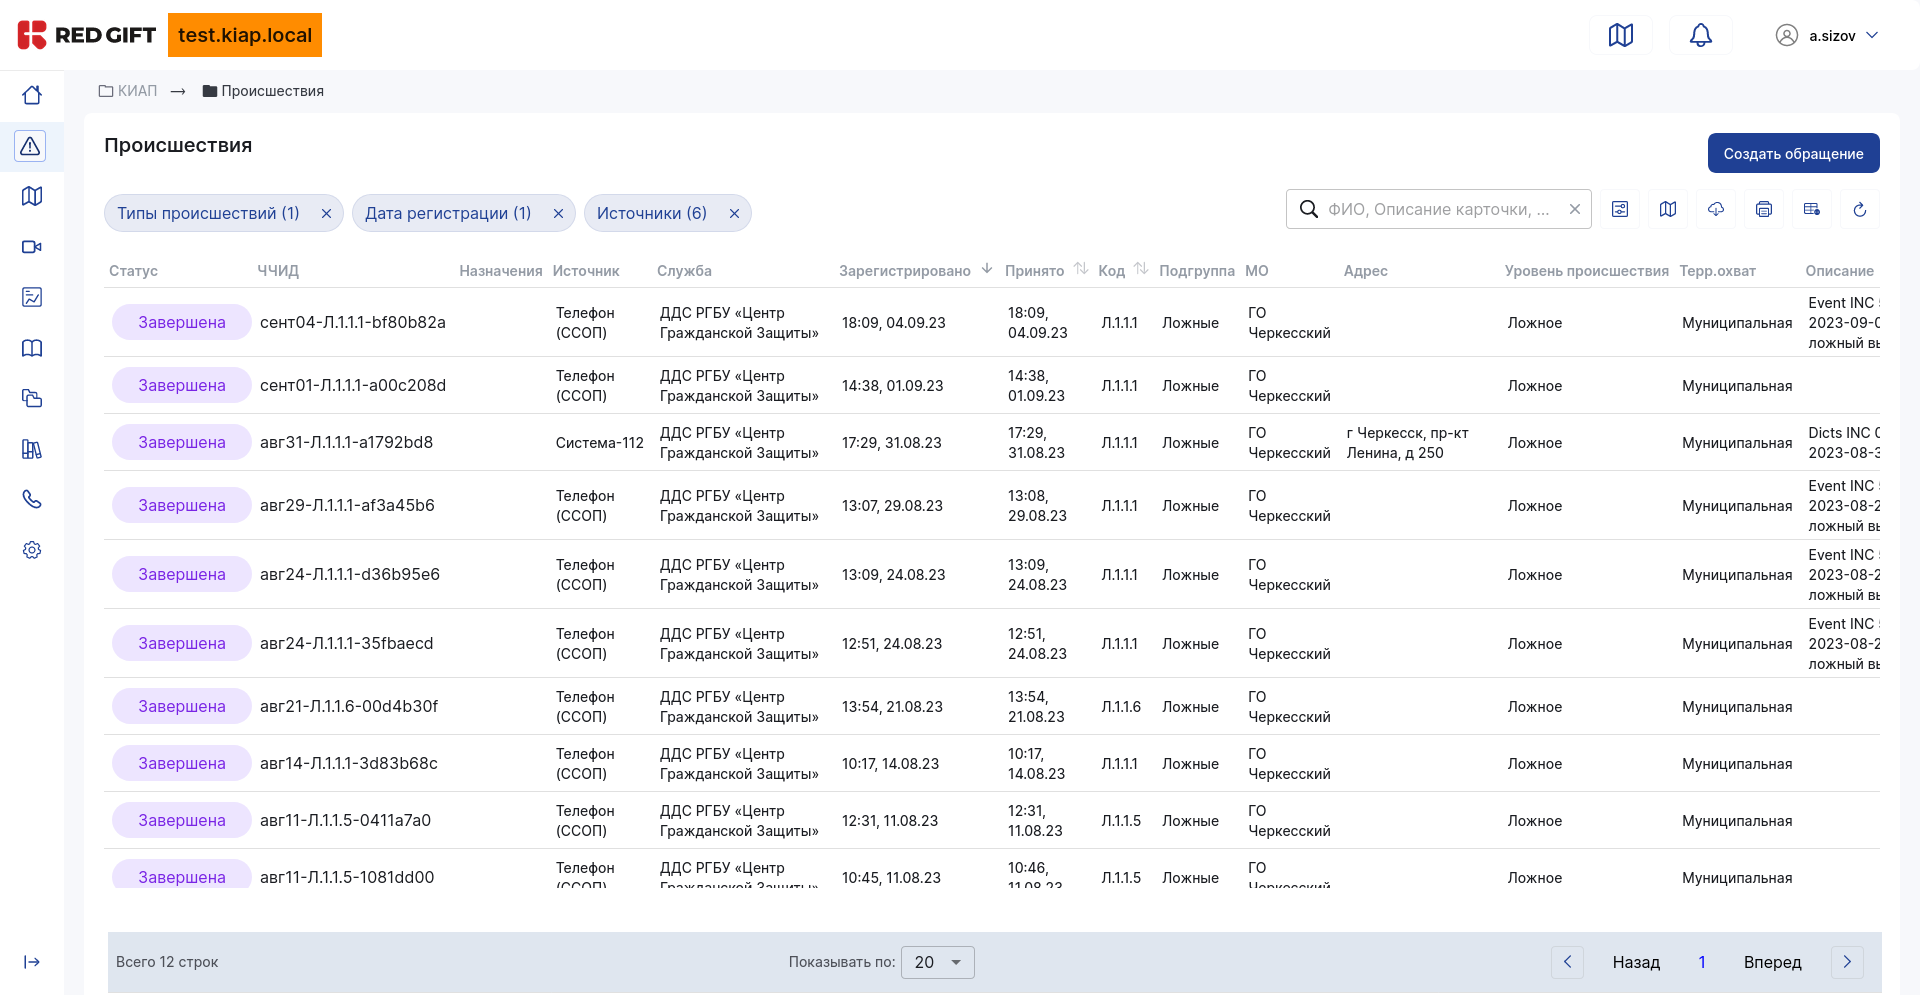 RED GIFT test.kiap.local a.sizov
КИАП → Происшествия
Происшествия
Создать обращение
Типы происшествий (1) Дата регистрации (1) Источники (6) ФИО, Описание карточки, ...
Статус ЧЧИД Назначения Источник Служба Зарегистрировано Принято Код Подгруппа МО Адрес Уровень происшествия Терр.охват Описание
Завершена сент04-Л.1.1.1-bf80b82a Телефон (ССОП) ДДС РГБУ «Центр Гражданской Защиты» 18:09, 04.09.23 18:09, 04.09.23 Л.1.1.1 Ложные ГО Черкесский Ложное Муниципальная Event INC 2023-09-0 ложный
Завершена сент01-Л.1.1.1-a00c208d Телефон (ССОП) ДДС РГБУ «Центр Гражданской Защиты» 14:38, 01.09.23 14:38, 01.09.23 Л.1.1.1 Ложные ГО Черкесский Ложное Муниципальная
Завершена авг31-Л.1.1.1-a1792bd8 Система-112 ДДС РГБУ «Центр Гражданской Защиты» 17:29, 31.08.23 17:29, 31.08.23 Л.1.1.1 Ложные ГО Черкесский г Черкесск, пр-кт Ленина, д 250 Ложное Муниципальная Dicts INC 2023-08-3
Завершена авг29-Л.1.1.1-af3a45b6 Телефон (ССОП) ДДС РГБУ «Центр Гражданской Защиты» 13:07, 29.08.23 13:08, 29.08.23 Л.1.1.1 Ложные ГО Черкесский Ложное Муниципальная Event INC 2023-08-2 ложный
Завершена авг24-Л.1.1.1-d36b95e6 Телефон (ССОП) ДДС РГБУ «Центр Гражданской Защиты» 13:09, 24.08.23 13:09, 24.08.23 Л.1.1.1 Ложные ГО Черкесский Ложное Муниципальная Event INC 2023-08-2 ложный
Завершена авг24-Л.1.1.1-35fbaecd Телефон (ССОП) ДДС РГБУ «Центр Гражданской Защиты» 12:51, 24.08.23 12:51, 24.08.23 Л.1.1.1 Ложные ГО Черкесский Ложное Муниципальная Event INC 2023-08-2 ложный
Завершена авг21-Л.1.1.6-00d4b30f Телефон (ССОП) ДДС РГБУ «Центр Гражданской Защиты» 13:54, 21.08.23 13:54, 21.08.23 Л.1.1.6 Ложные ГО Черкесский Ложное Муниципальная
Завершена авг14-Л.1.1.1-3d83b68c Телефон (ССОП) ДДС РГБУ «Центр Гражданской Защиты» 10:17, 14.08.23 10:17, 14.08.23 Л.1.1.1 Ложные ГО Черкесский Ложное Муниципальная
Завершена авг11-Л.1.1.5-0411a7a0 Телефон (ССОП) ДДС РГБУ «Центр Гражданской Защиты» 12:31, 11.08.23 12:31, 11.08.23 Л.1.1.5 Ложные ГО Черкесский Ложное Муниципальная
Завершена авг11-Л.1.1.5-1081dd00 Телефон (ССОП) ДДС РГБУ «Центр Гражданской Защиты» 10:45, 11.08.23 10:46, 11.08.23 Л.1.1.5 Ложные ГО Черкесский Ложное Муниципальная
Всего 12 строк Показывать по: 20 Назад 1 Вперед